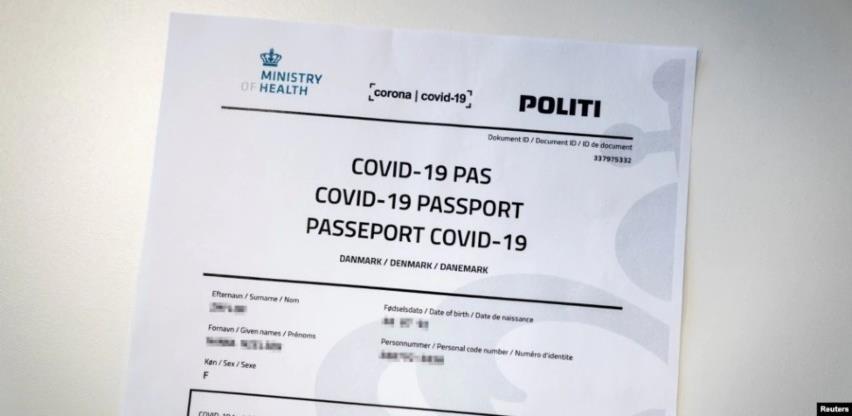 MINISTRY
OF HEALTH
corona | covid-19
POLITI
Dokument ID / Document ID / ID de document
337975332
COVID-19 PAS
COVID-19 PASSPORT
PASSEPORT COVID-19
DANMARK / DENMARK / DANEMARK
Efternavn / Surname / Nom
Fødselsdato / Date of birth / Date de naissance
Fornavn / Given names / Prénoms
Personnummer / Personal code number / Numéro d'identite
Køn / Sex / Sexe
F
Reuters